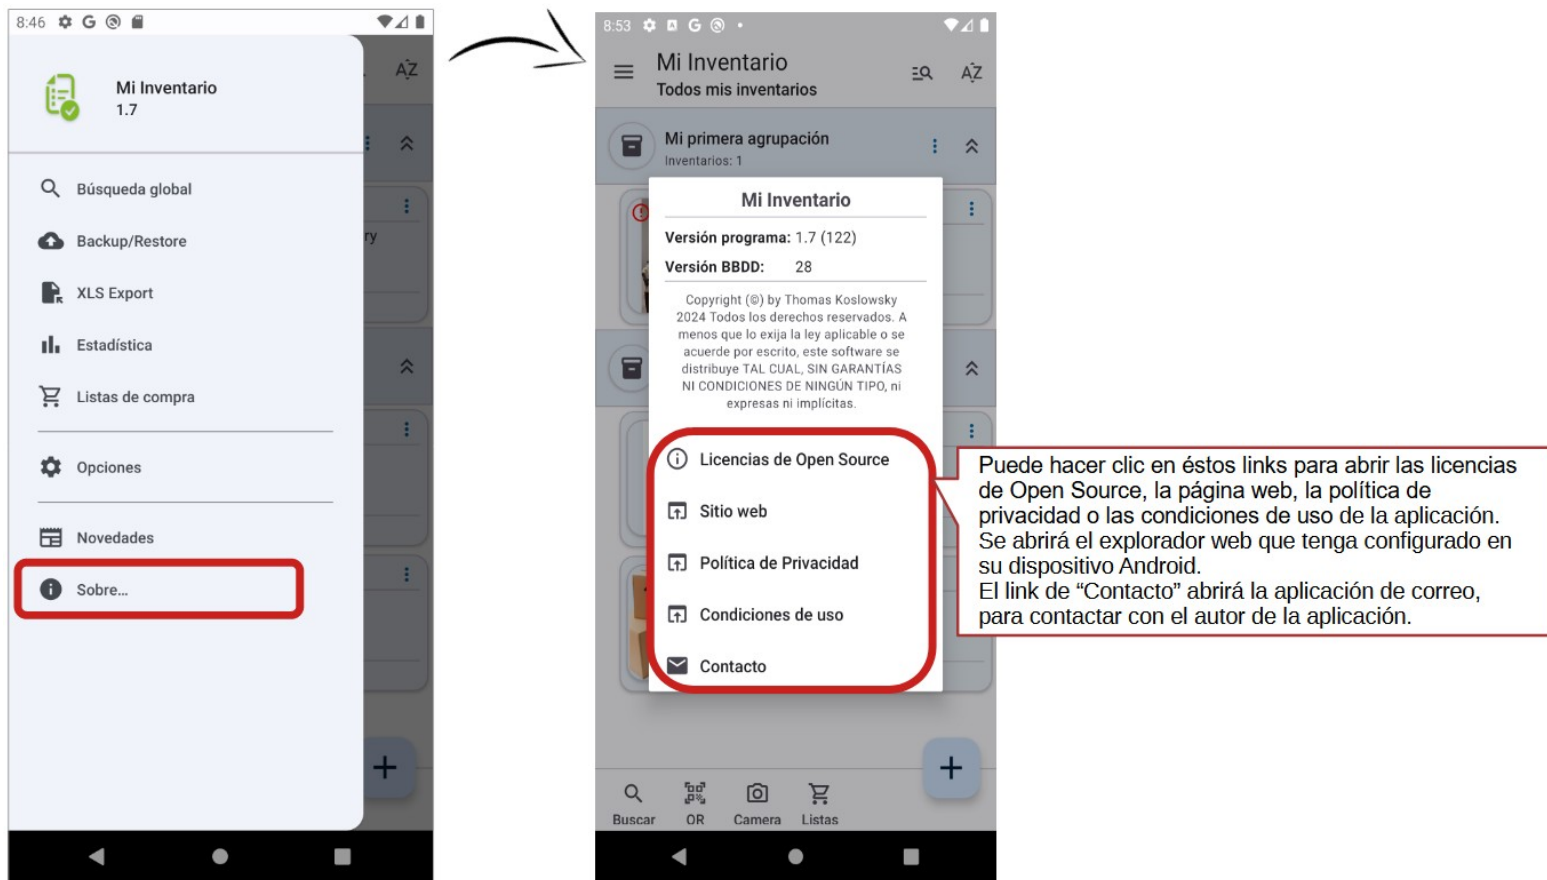 8:46
Mi Inventario
1.7
AZ
Búsqueda global
Backup/Restore
ry
XLS Export
Estadística
Listas de compra
Opciones
Novedades
Sobre...
8:53
Mi Inventario
Todos mis inventarios
AZ
Mi primera agrupación
Inventarios: 1
Mi Inventario
Versión programa: 1.7 (122)
Versión BBDD: 28
Copyright (©) by Thomas Koslowsky
2024 Todos los derechos reservados. A
menos que lo exija la ley aplicable o se
acuerde por escrito, este software se
distribuye TAL CUAL, SIN GARANTÍAS
NI CONDICIONES DE NINGÚN TIPO, ni
expresas ni implícitas.
Licencias de Open Source
Sitio web
Política de Privacidad
Condiciones de uso
Contacto
Buscar QR Camera Listas
Puede hacer clic en éstos links para abrir las licencias
de Open Source, la página web, la política de
privacidad o las condiciones de uso de la aplicación.
Se abrirá el explorador web que tenga configurado en
su dispositivo Android.
El link de “Contacto” abrirá la aplicación de correo,
para contactar con el autor de la aplicación.